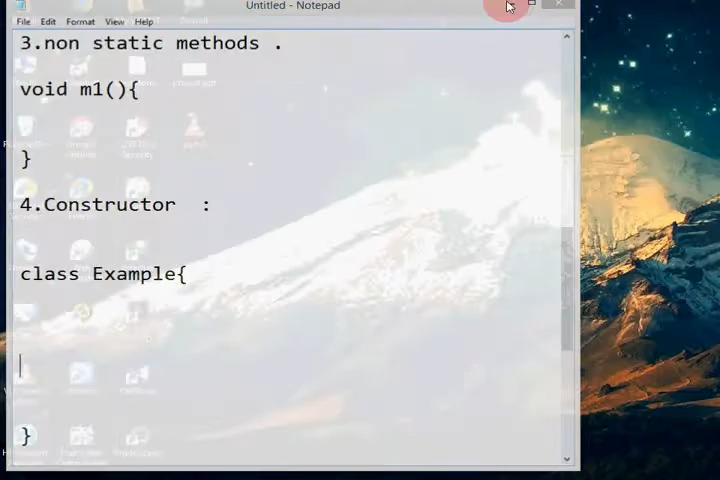 Untitled - Notepad
File Edit Format View Help
3.non static methods .
void m1(){
}
4.Constructor :
class Example{
}